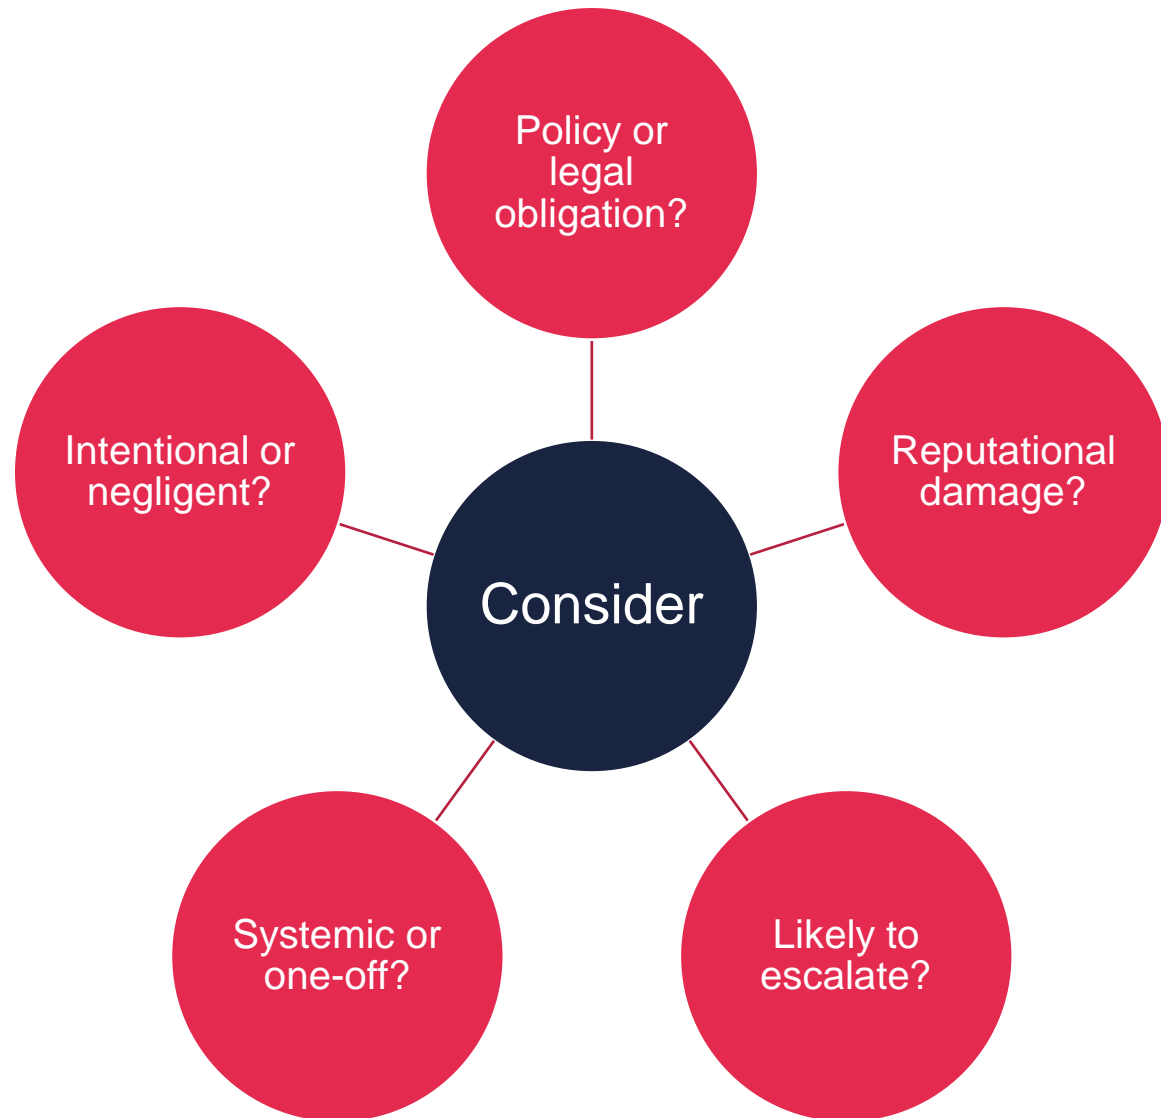 Policy or
legal
obligation?
Intentional or
negligent?
Reputational
damage?
Consider
Systemic or
one-off?
Likely to
escalate?